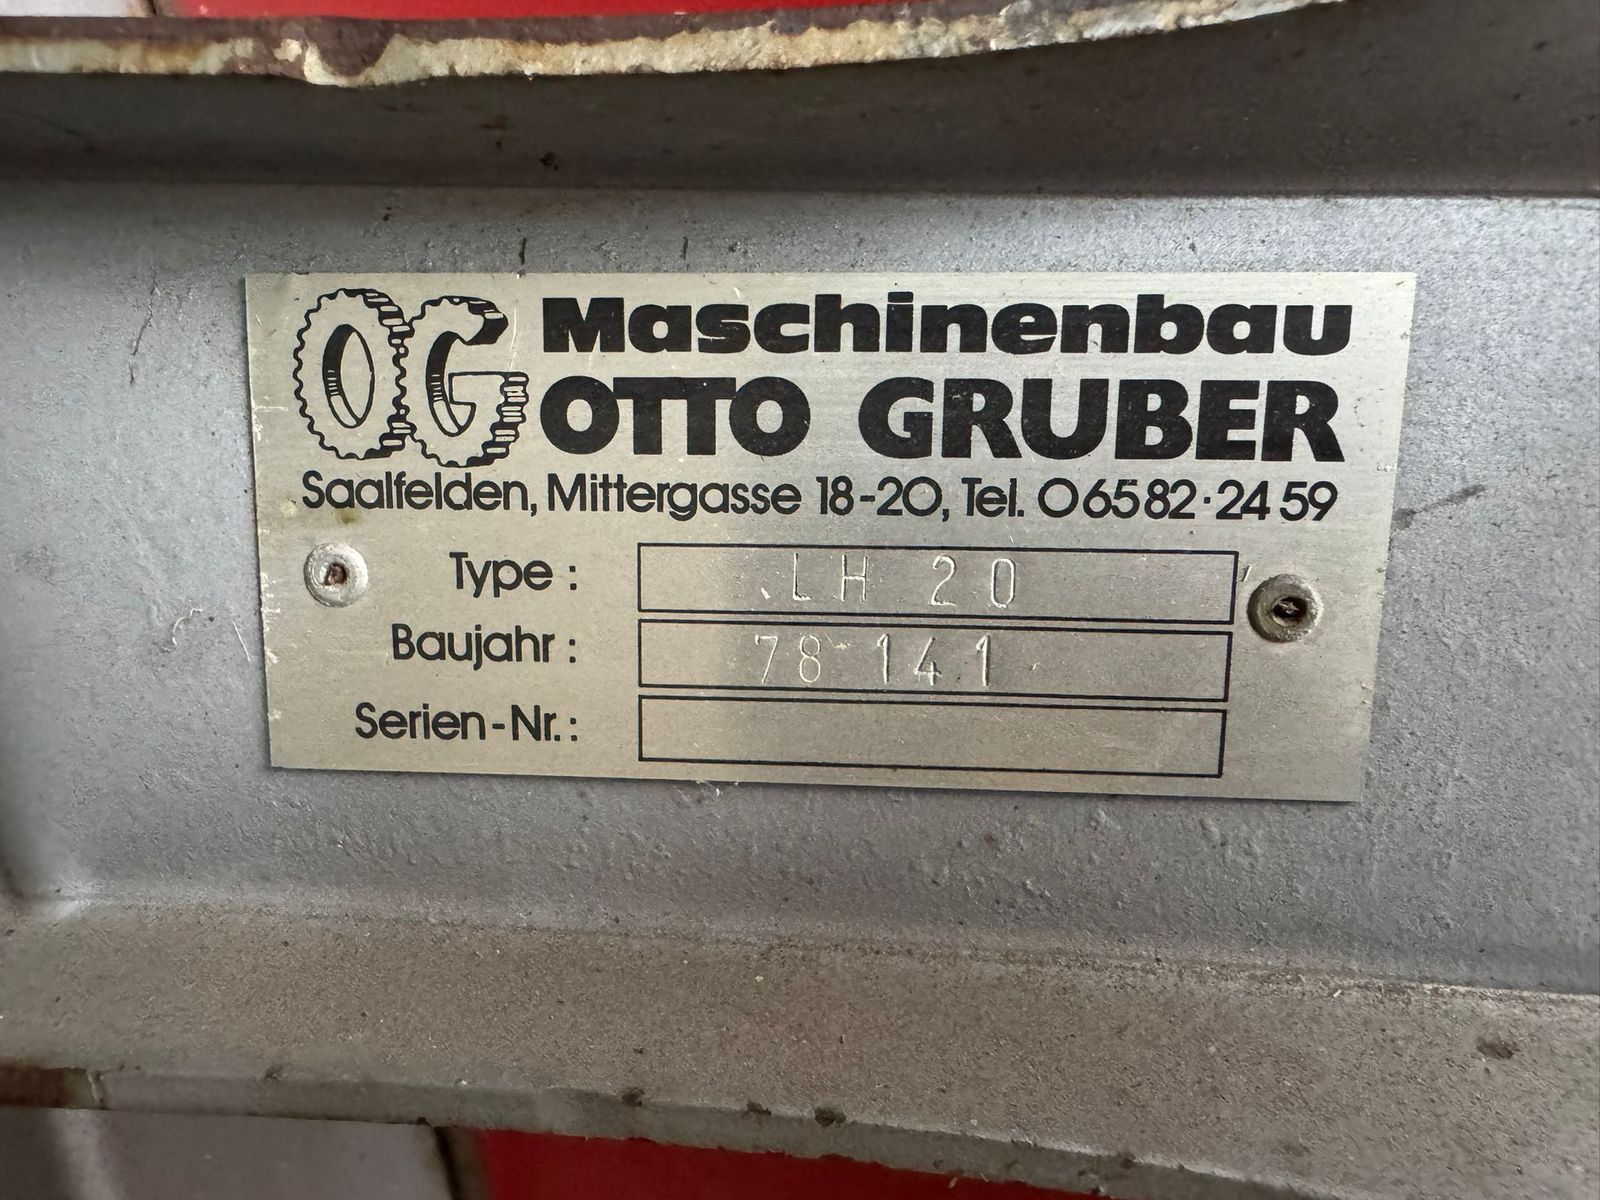 OG
Maschinenbau
OTTO GRUBER
Saalfelden, Mittergasse 18-20, Tel. 06582·2459
Type: LH 20
Baujahr: 78 141
Serien-Nr.: